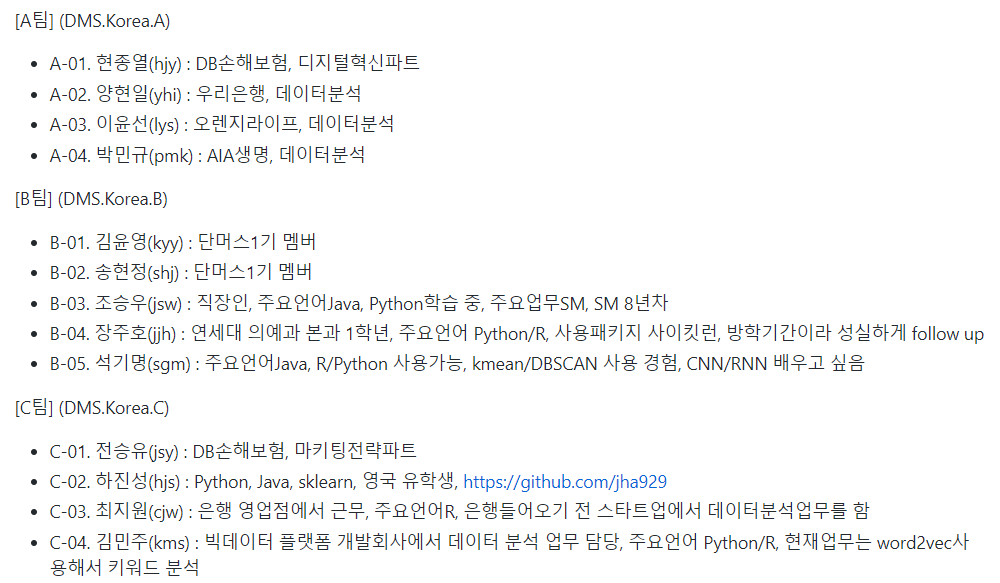 [A팀] (DMS.Korea.A)
A-01. 현종열(hjy) : DB손해보험, 디지털혁신파트
A-02. 양현일(yhi) : 우리은행, 데이터분석
A-03. 이윤선(lys) : 오렌지라이프, 데이터분석
A-04. 박민규(pmk) : AIA생명, 데이터분석
[B팀] (DMS.Korea.B)
B-01. 김윤영(kyy) : 단머스1기 멤버
B-02. 송현정(shj) : 단머스1기 멤버
B-03. 조승우(jsw) : 직장인, 주요언어Java, Python학습 중, 주요업무SM, SM 8년차
B-04. 장주호(jjh) : 연세대 의예과 본과 1학년, 주요언어 Python/R, 사용패키지 사이킷런, 방학기간이라 성실하게 follow up
B-05. 석기명(sgm) : 주요언어Java, R/Python 사용가능, kmean/DBSCAN 사용 경험, CNN/RNN 배우고 싶음
[C팀] (DMS.Korea.C)
C-01. 전승유(jsy) : DB손해보험, 마키팅전략파트
C-02. 하진성(hjs) : Python, Java, sklearn, 영국 유학생, https://github.com/jha929
C-03. 최지원(cjw) : 은행 영업점에서 근무, 주요언어R, 은행들어오기 전 스타트업에서 데이터분석업무를 함
C-04. 김민주(kms) : 빅데이터 플랫폼 개발회사에서 데이터 분석 업무 담당, 주요언어 Python/R, 현재업무는 word2vec사
용해서 키워드 분석